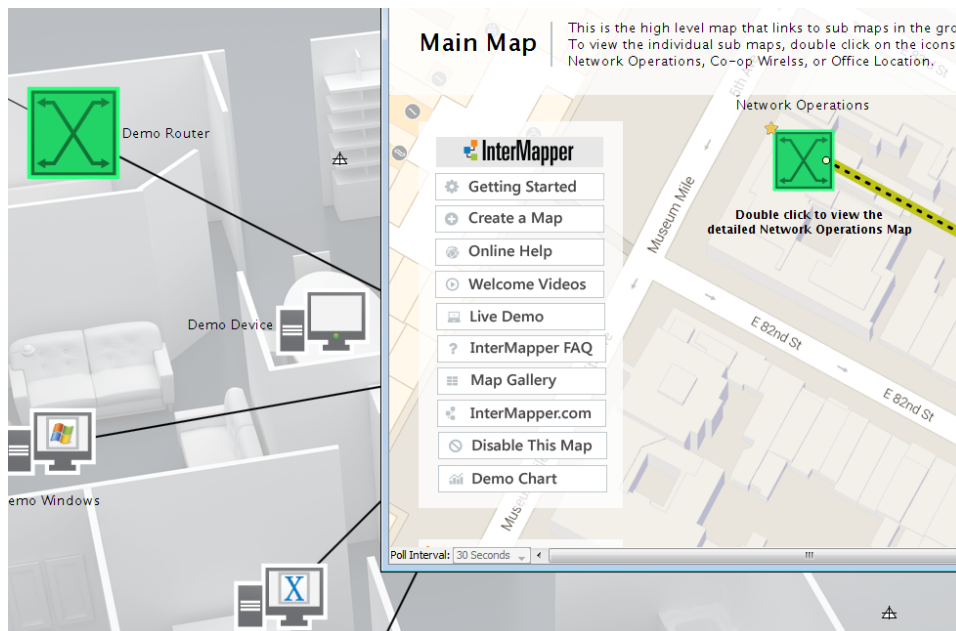 Main Map
This is the high level map that links to sub maps in the gro
To view the individual sub maps, double click on the icons
Network Operations, Co-op Wirelss, or Office Location.
5th A
Network Operations
Demo Router
InterMapper
Getting Started
Create a Map
Online Help
Welcome Videos
Live Demo
? InterMapper FAQ
Map Gallery
InterMapper.com
Disable This Map
Demo Chart
Museum Mile
Double click to view the
detailed Network Operations Map
Demo Device
E 82nd St
E 82nd St
emo Windows
Museu
Poll Interval: 30 Seconds
X